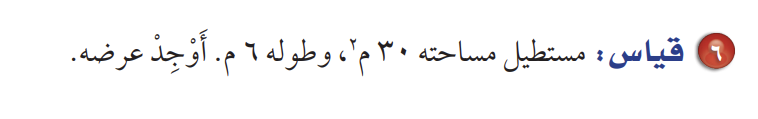 ٦ قياس: مستطيل مساحته ٣٠ م٢، وطوله ٦ م. أَوْجِدْ عرضه.